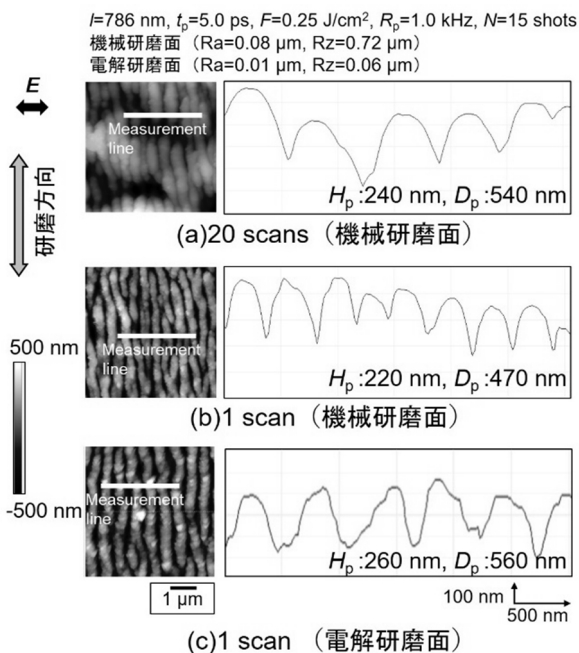 l=786 nm, tp=5.0 ps, F=0.25 J/cm², Rp=1.0 kHz, N=15 shots
機械研磨面（Ra=0.08 μm, Rz=0.72 μm）
電解研磨面（Ra=0.01 μm, Rz=0.06 μm）
E
研磨方向
Measurement
line
Hp:240 nm, Dp:540 nm
(a)20 scans（機械研磨面）
Measurement
line
Hp:220 nm, Dp:470 nm
(b)1 scan（機械研磨面）
500 nm
-500 nm
Measurement
line
Hp:260 nm, Dp:560 nm
1 μm
100 nm
500 nm
(c)1 scan （電解研磨面）